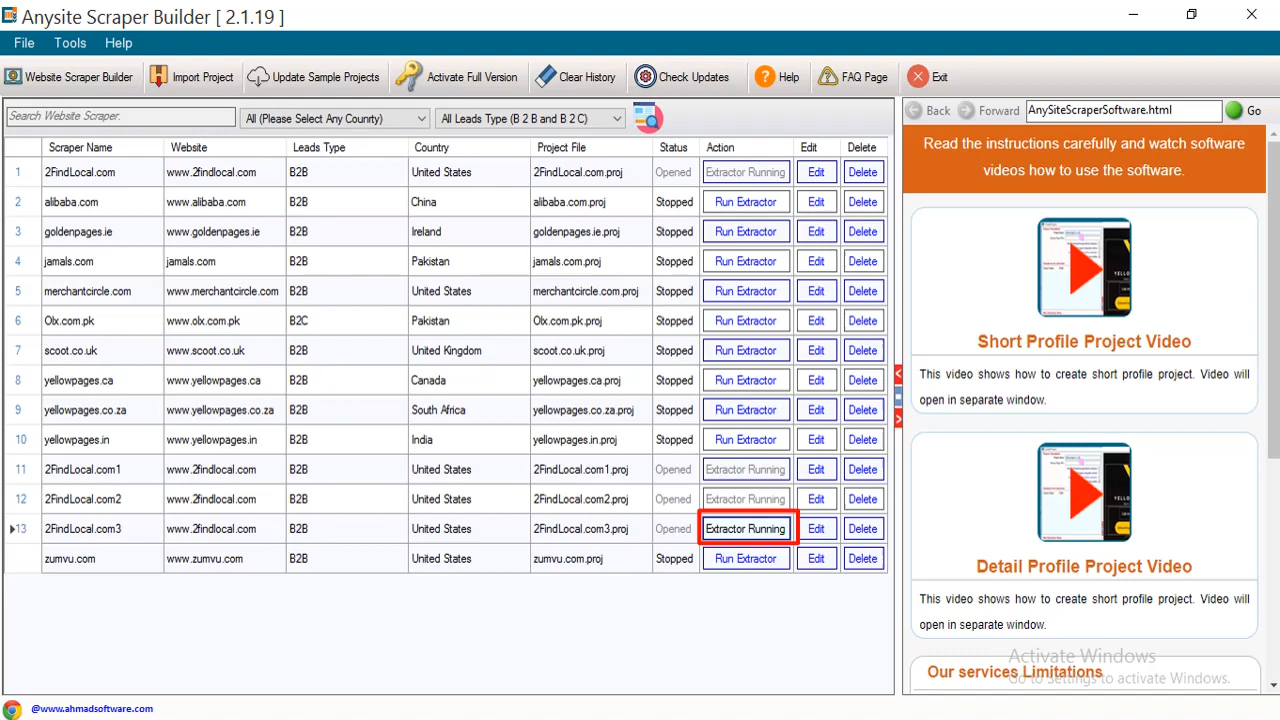 Anysite Scraper Builder [ 2.1.19 ]
File Tools Help
Website Scraper Builder Import Project Update Sample Projects Activate Full Version Clear History Check Updates Help FAQ Page Exit
Search Website Scraper. All (Please Select Any Country) All Leads Type (B 2 B and B 2 C)
Scraper Name Website Leads Type Country Project File Status Action Edit Delete
1 2FindLocal.com www.2findlocal.com B2B United States 2FindLocal.com.proj Opened Extractor Running Edit Delete
2 alibaba.com www.alibaba.com B2B China alibaba.com.proj Stopped Run Extractor Edit Delete
3 goldenpages.ie www.goldenpages.ie B2B Ireland goldenpages.ie.proj Stopped Run Extractor Edit Delete
4 jamals.com jamals.com B2B Pakistan jamals.com.proj Stopped Run Extractor Edit Delete
5 merchantcircle.com www.merchantcircle.com B2B United States merchantcircle.com.proj Stopped Run Extractor Edit Delete
6 Olx.com.pk www.olx.com.pk B2C Pakistan Olx.com.pk.proj Stopped Run Extractor Edit Delete
7 scoot.co.uk www.scoot.co.uk B2B United Kingdom scoot.co.uk.proj Stopped Run Extractor Edit Delete
8 yellowpages.ca www.yellowpages.ca B2B Canada yellowpages.ca.proj Stopped Run Extractor Edit Delete
9 yellowpages.co.za www.yellowpages.co.za B2B South Africa yellowpages.co.za.proj Stopped Run Extractor Edit Delete
10 yellowpages.in www.yellowpages.in B2B India yellowpages.in.proj Stopped Run Extractor Edit Delete
11 2FindLocal.com1 www.2findlocal.com B2B United States 2FindLocal.com1.proj Opened Extractor Running Edit Delete
12 2FindLocal.com2 www.2findlocal.com B2B United States 2FindLocal.com2.proj Opened Extractor Running Edit Delete
13 2FindLocal.com3 www.2findlocal.com B2B United States 2FindLocal.com3.proj Opened Extractor Running Edit Delete
zumvu.com www.zumvu.com B2B United States zumvu.com.proj Stopped Run Extractor Edit Delete
Back Forward AnySiteScraperSoftware.html Go
Read the instructions carefully and watch software
videos how to use the software.
Short Profile Project Video
This video shows how to create short profile project. Video will
open in separate window.
Detail Profile Project Video
This video shows how to create short profile project. Video will
open in separate window.
Activate Windows
Our services Limitations
Go to Settings to activate Windows.
@www.ahmadsoftware.com